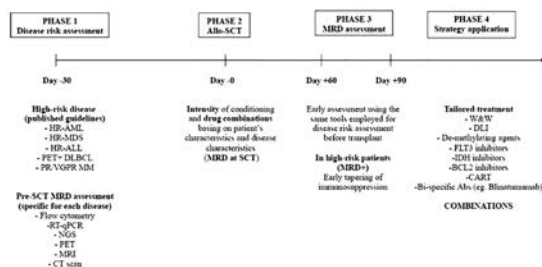 PHASE 1
Disease risk assessment
PHASE 2
Allo-SCT
PHASE 3
MRD assessment
PHASE 4
Strategy application
Day -30
Day -0
Day +60
Day +90
High-risk disease
(published guidelines)
- HR-AML
- HR-MDS
- HR-ALL
- PET+ DLBCL
- PR/VGPR MM
Pre-SCT MRD assessment
(specific for each disease)
- Flow cytometry
-RT-qPCR
- NGS
- PET
- MRI
- CT scan
Intensity of conditioning
and drug combinations
basing on patient's
characteristics and disease
characteristics
(MRD at SCT)
Early assessment using the
same tools employed for
disease risk assessment
before transplant
In high-risk patients
(MRD+)
Early tapering of
immunosuppression
Tailored treatment
- W&W
- DLI
- De-methylating agents
- FLT3 inhibitors
-IDH inhibitors
-BCL2 inhibitors
- CART
-Bi-specific Abs (eg. Blinatumomab)
COMBINATIONS